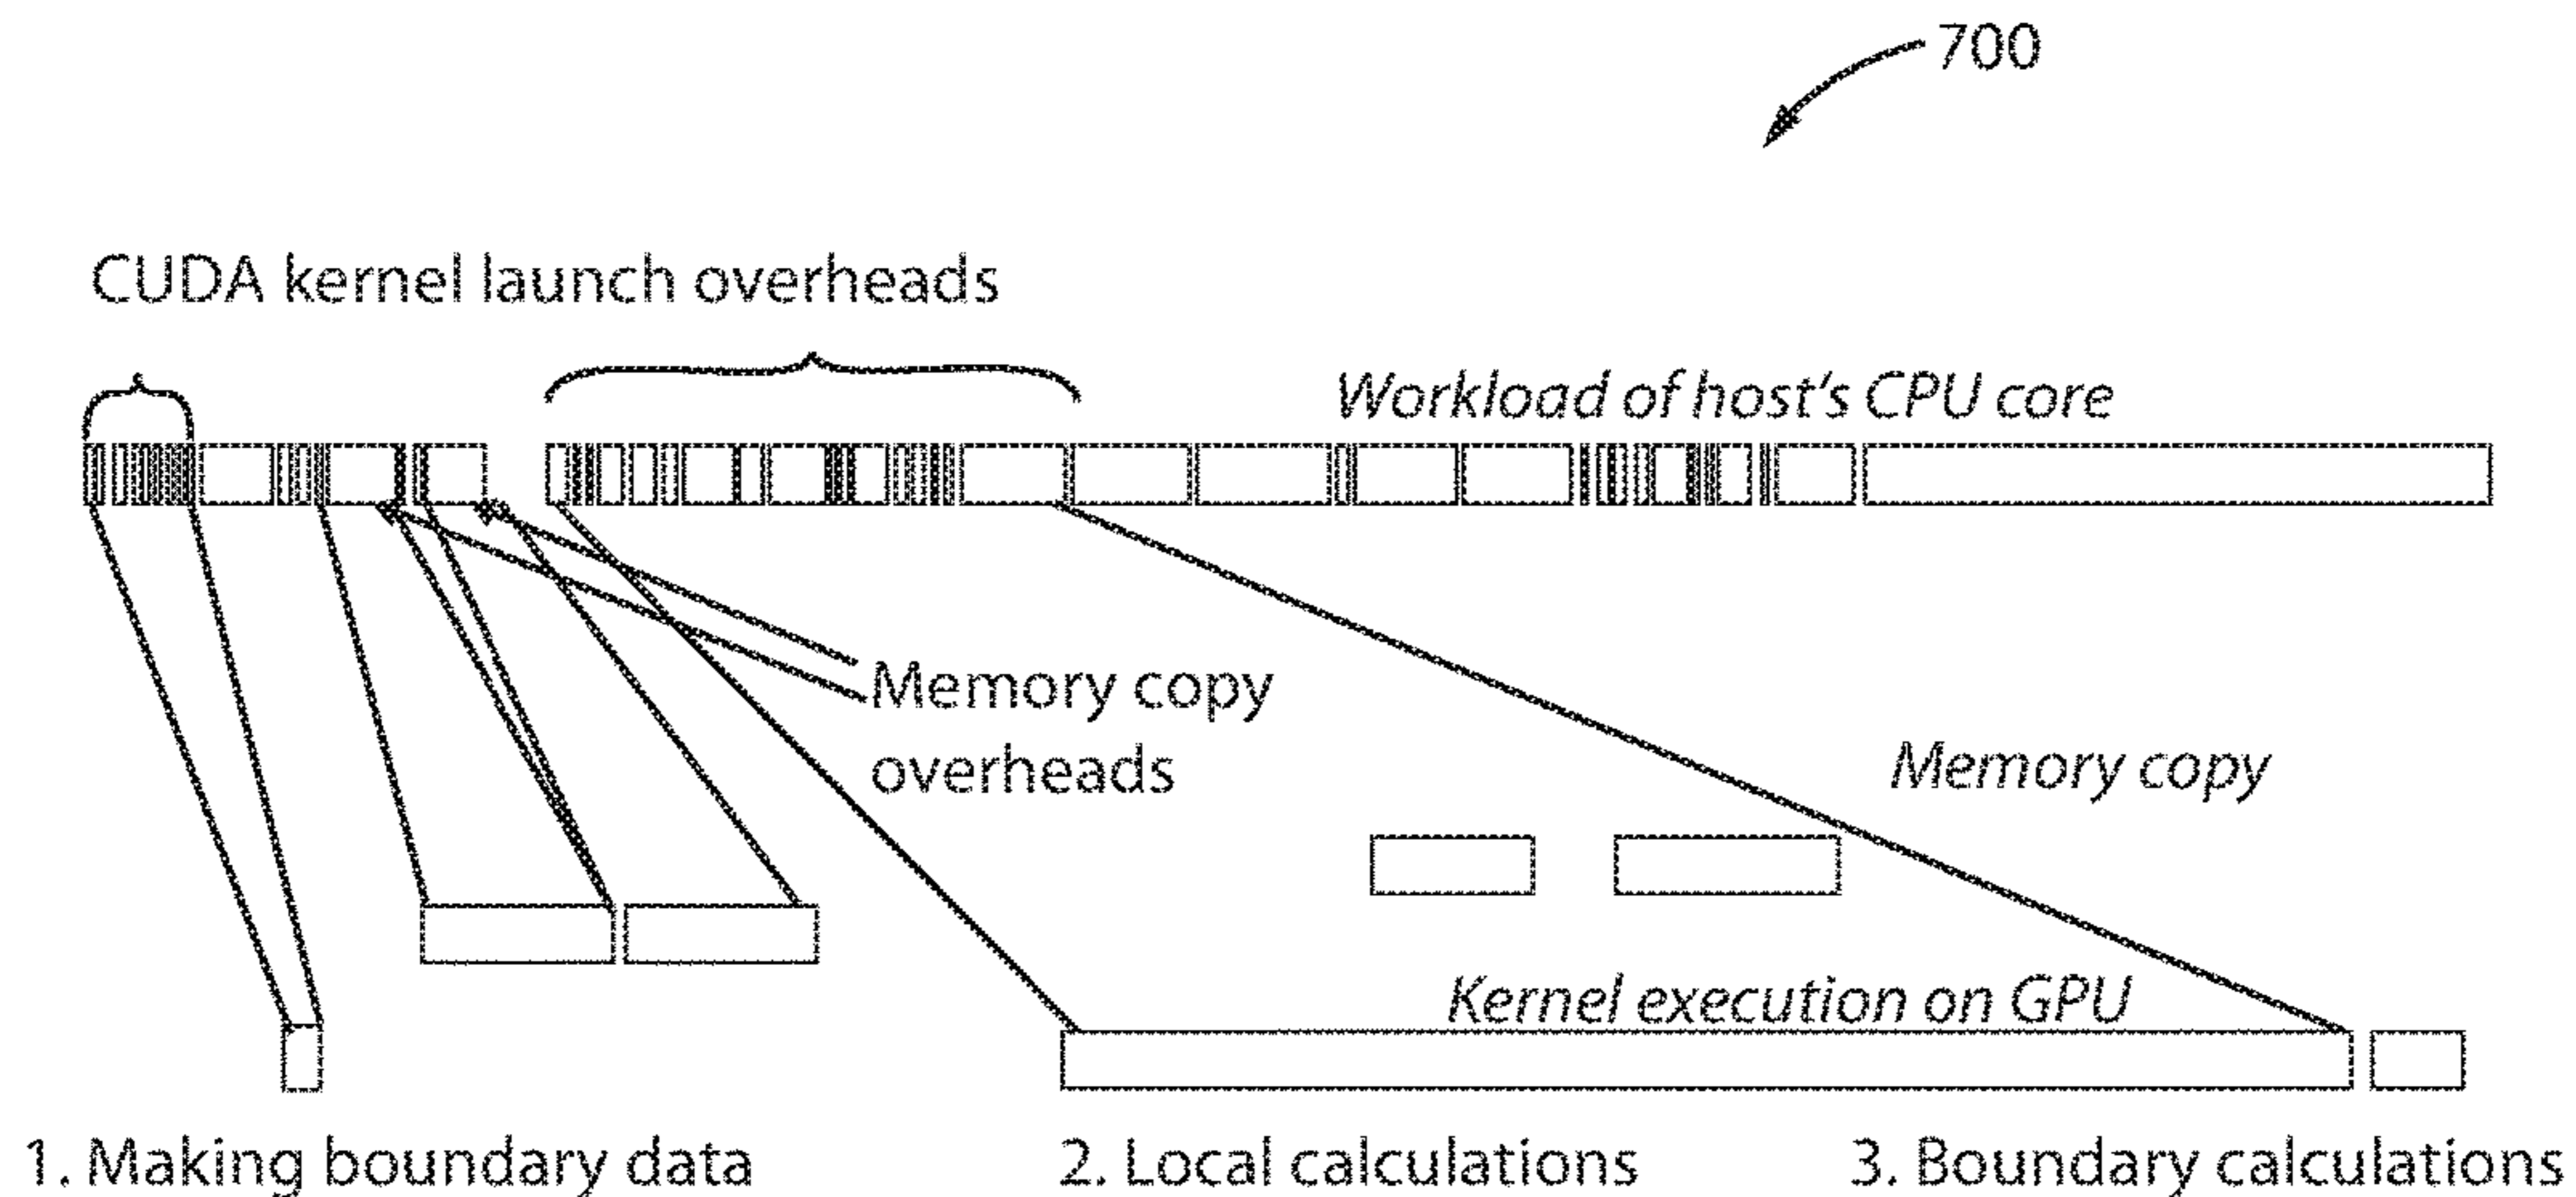 700
CUDA kernel launch overheads
Workload of host's CPU core
Memory copy
overheads
Memory copy
Kernel execution on GPU
1. Making boundary data
2. Local calculations
3. Boundary calculations